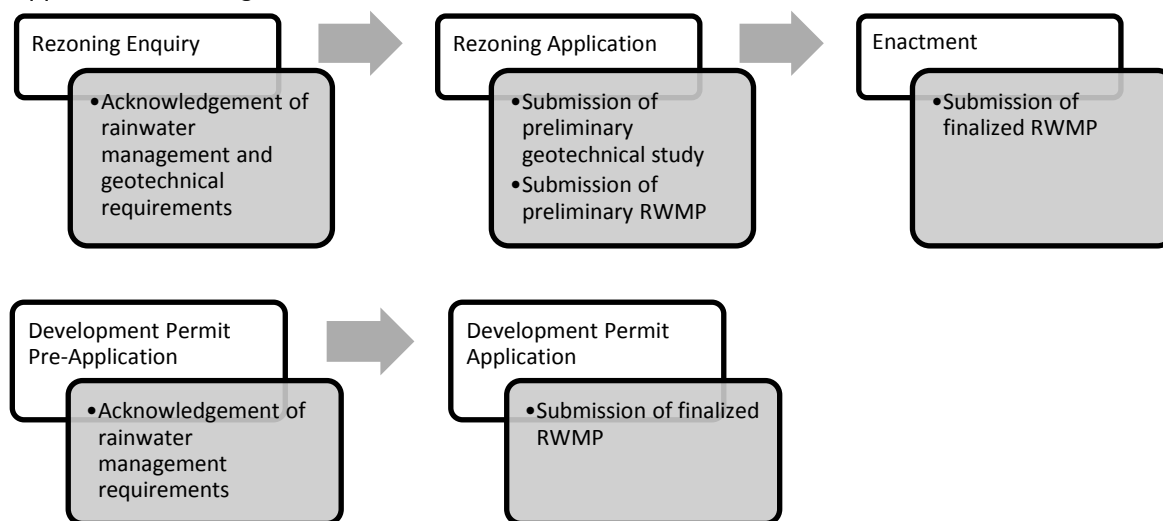 Rezoning Enquiry
•Acknowledgement of
rainwater
management and
geotechnical
requirements
Rezoning Application
•Submission of
preliminary
geotechnical study
•Submission of
preliminary RWMP
Enactment
•Submission of
finalized RWMP
Development Permit
Pre-Application
•Acknowledgement of
rainwater
management
requirements
Development Permit
Application
•Submission of finalized
RWMP